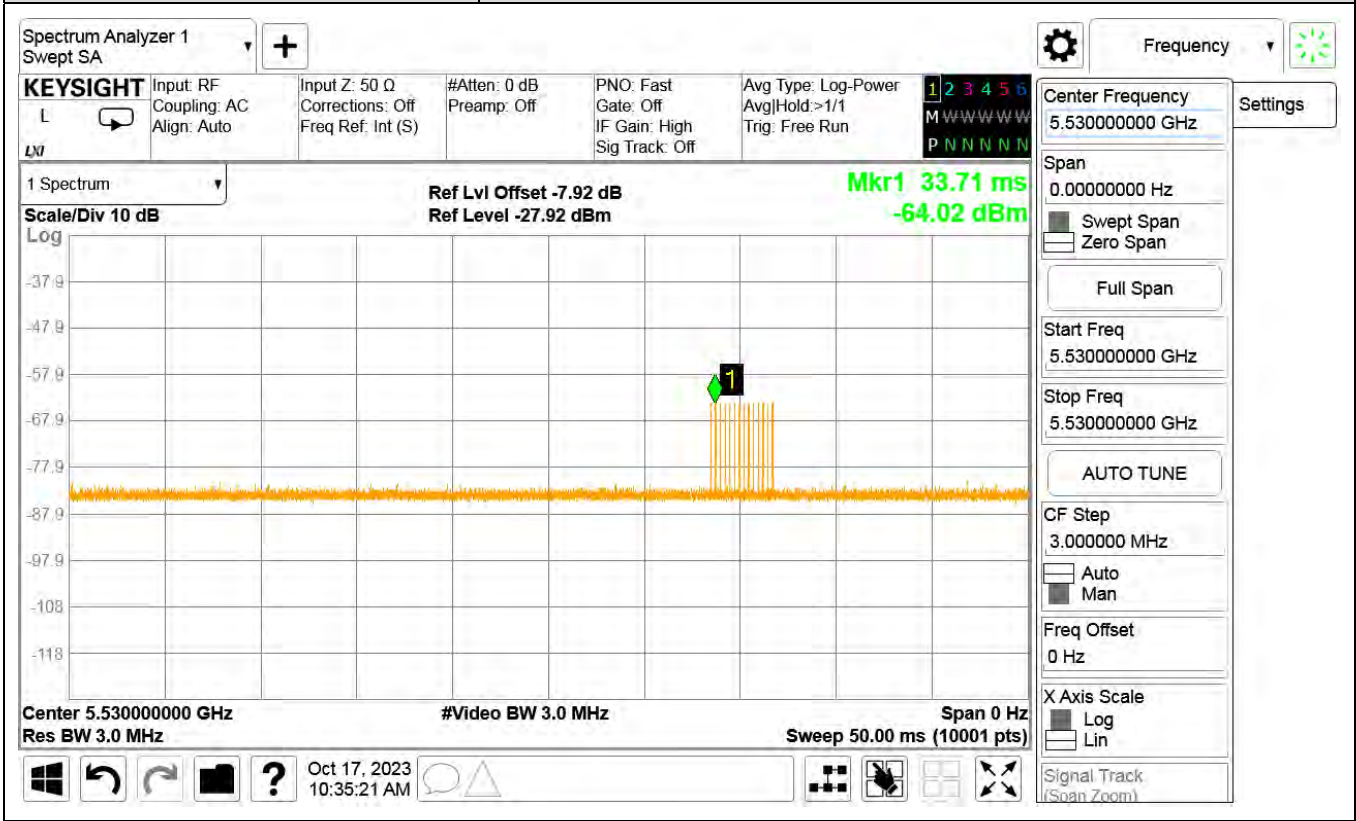 Spectrum Analyzer 1
Swept SA
+
Frequency
KEYSIGHT
L
LXI
Input: RF
Coupling: AC
Align: Auto
Input Z: 50 Ω
Corrections: Off
Freq Ref: Int (S)
#Atten: 0 dB
Preamp: Off
PNO: Fast
Gate: Off
IF Gain: High
Sig Track: Off
Avg Type: Log-Power
Avg|Hold:>1/1
Trig: Free Run
1 2 3 4 5 6
M W W W W W
P N N N N N
1 Spectrum
Scale/Div 10 dB
Ref Lvl Offset -7.92 dB
Ref Level -27.92 dBm
Mkr1 33.71 ms
-64.02 dBm
Log
-37.9
-47.9
-57.9
-67.9
-77.9
-87.9
-97.9
-108
-118
1
Center 5.530000000 GHz
Res BW 3.0 MHz
#Video BW 3.0 MHz
Span 0 Hz
Sweep 50.00 ms (10001 pts)
Center Frequency
5.530000000 GHz
Settings
Span
0.00000000 Hz
Swept Span
Zero Span
Full Span
Start Freq
5.530000000 GHz
Stop Freq
5.530000000 GHz
AUTO TUNE
CF Step
3.000000 MHz
Auto
Man
Freq Offset
0 Hz
X Axis Scale
Log
Lin
Signal Track
(Span Zoom)
?
Oct 17, 2023
10:35:21 AM